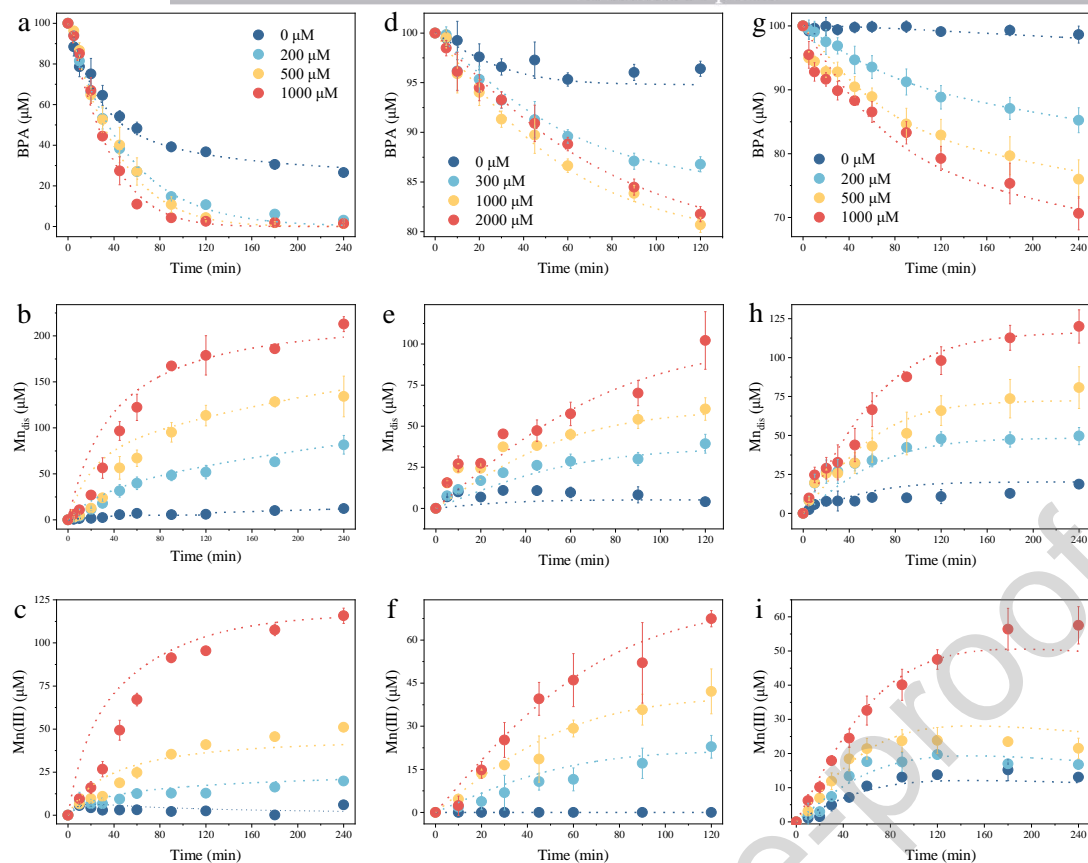 a
100
80
60
40
20
0
BPA (μM)
0 μM
200 μM
500 μM
1000 μM
0 40 80 120 160 200 240
Time (min)
d
100
95
90
85
80
BPA (μM)
0 μM
300 μM
1000 μM
2000 μM
0 20 40 60 80 100 120
Time (min)
g
100
90
80
70
BPA (μM)
0 μM
200 μM
500 μM
1000 μM
0 40 80 120 160 200 240
Time (min)
b
200
150
100
50
0
Mndis (μM)
0 40 80 120 160 200 240
Time (min)
e
100
75
50
25
0
Mndis (μM)
0 20 40 60 80 100 120
Time (min)
h
125
100
75
50
25
0
Mndis (μM)
0 40 80 120 160 200 240
Time (min)
c
125
100
75
50
25
0
Mn(III) (μM)
0 40 80 120 160 200 240
Time (min)
f
60
45
30
15
0
Mn(III) (μM)
0 20 40 60 80 100 120
Time (min)
i
60
50
40
30
20
10
0
Mn(III) (μM)
0 30 60 90 120 150 180 210 240
Time (min)
e-proof